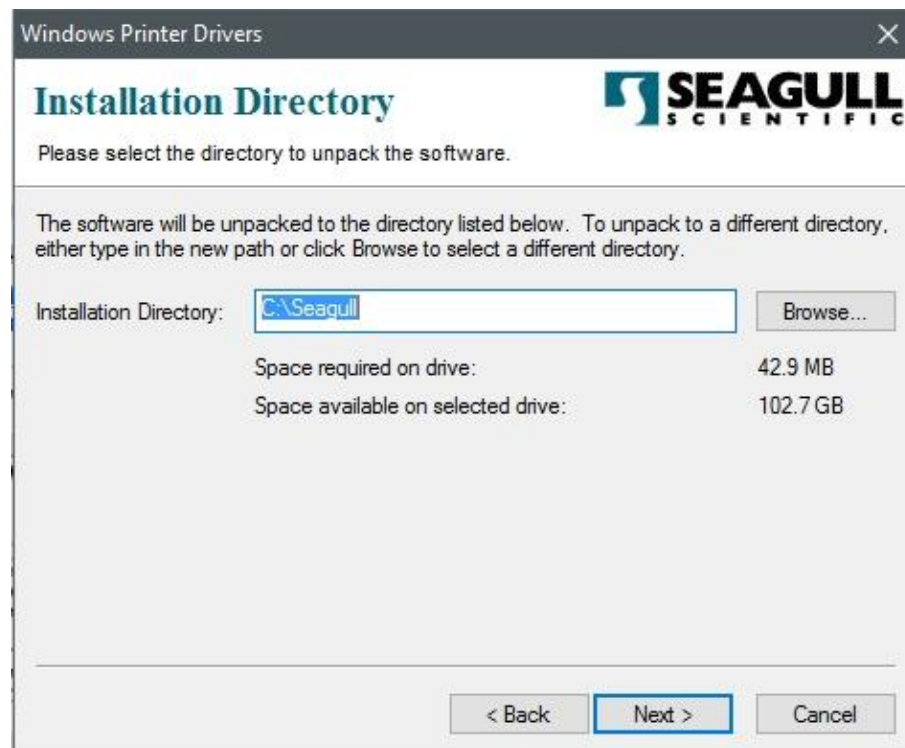 Windows Printer Drivers
Installation Directory
SEAGULL
SCIENTIFIC
Please select the directory to unpack the software.
The software will be unpacked to the directory listed below. To unpack to a different directory,
either type in the new path or click Browse to select a different directory.
Installation Directory: C:\Seagull Browse...
Space required on drive: 42.9 MB
Space available on selected drive: 102.7 GB
< Back Next > Cancel